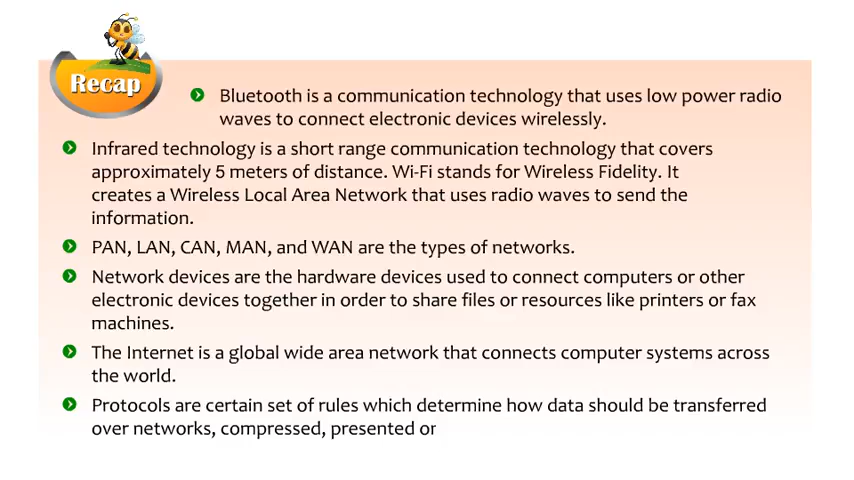 Recap
Bluetooth is a communication technology that uses low power radio
waves to connect electronic devices wirelessly.
Infrared technology is a short range communication technology that covers
approximately 5 meters of distance. Wi-Fi stands for Wireless Fidelity. It
creates a Wireless Local Area Network that uses radio waves to send the
information.
PAN, LAN, CAN, MAN, and WAN are the types of networks.
Network devices are the hardware devices used to connect computers or other
electronic devices together in order to share files or resources like printers or fax
machines.
The Internet is a global wide area network that connects computer systems across
the world.
Protocols are certain set of rules which determine how data should be transferred
over networks, compressed, presented or